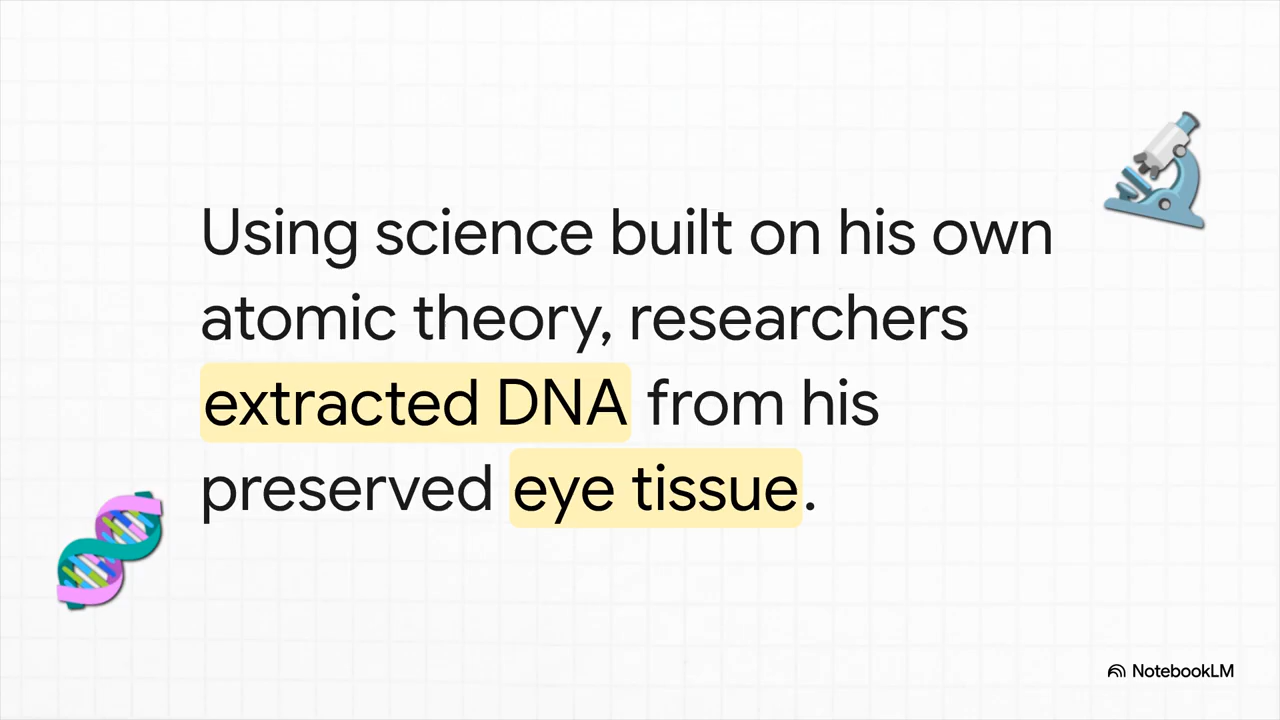 Using science built on his own
atomic theory, researchers
extracted DNA from his
preserved eye tissue.
NotebookLM